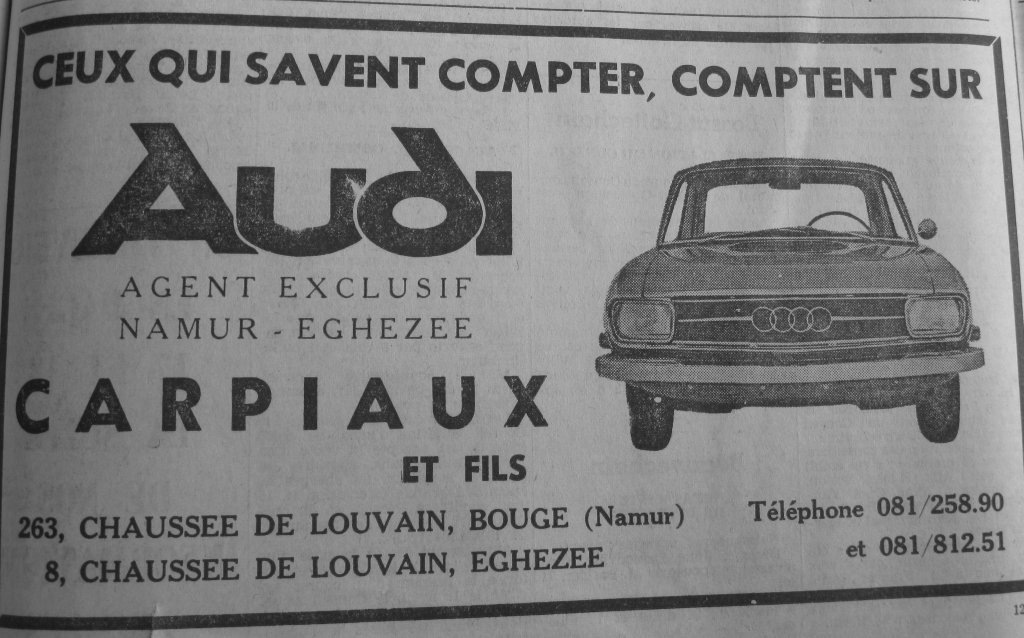 CEUX QUI SAVENT COMPTER, COMPTENT SUR
AUDI
AGENT EXCLUSIF
NAMUR - EGHEZEE
CARPIAUX
ET FILS
263, CHAUSSEE DE LOUVAIN, BOUGE (Namur)
8, CHAUSSEE DE LOUVAIN, EGHEZEE
Téléphone 081/258.90
et 081/812.51